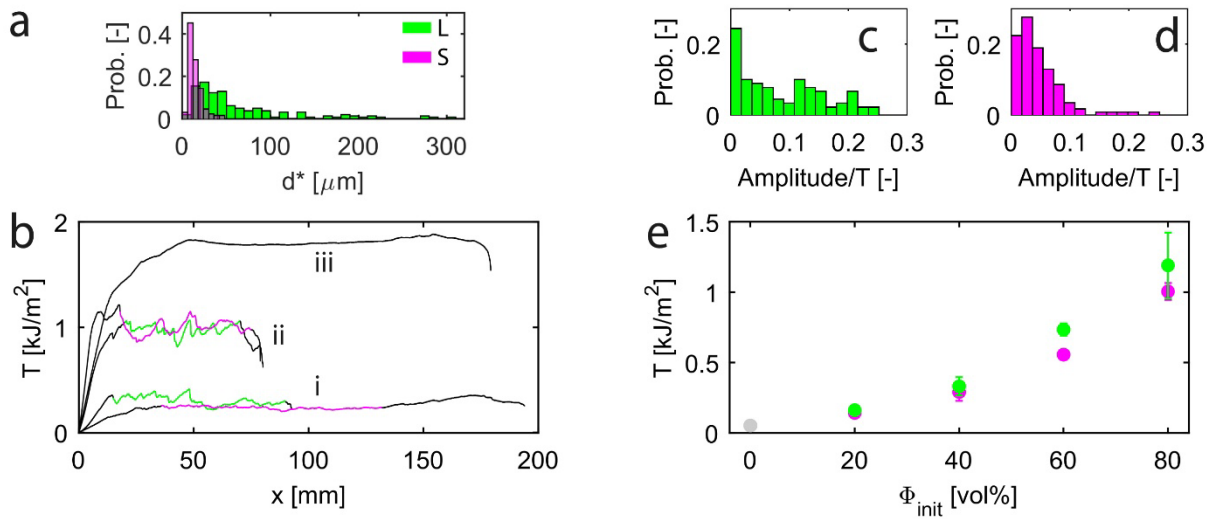 a
Prob. [-]
0.4
0.2
0
L
S
0
100
200
300
d* [μm]
c
Prob. [-]
0.2
0
0
0.1
0.2
0.3
Amplitude/T [-]
d
Prob. [-]
0.2
0
0
0.1
0.2
0.3
Amplitude/T [-]
b
T [kJ/m²]
2
1
0
iii
ii
i
0
50
100
150
200
x [mm]
e
T [kJ/m²]
1.5
1
0.5
0
0
20
40
60
80
Φinit [vol%]